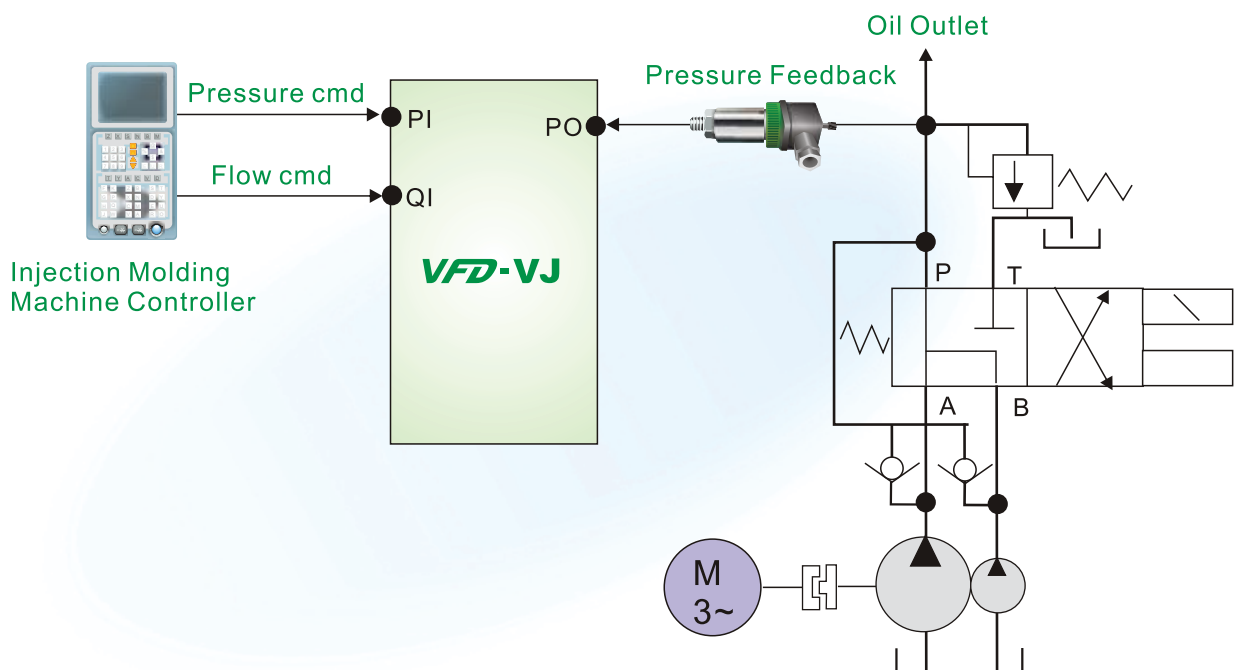 Oil Outlet
Pressure Feedback
Pressure cmd
PI
PO
Flow cmd
QI
VFD-VJ
Injection Molding
Machine Controller
P
T
A
B
M
3~